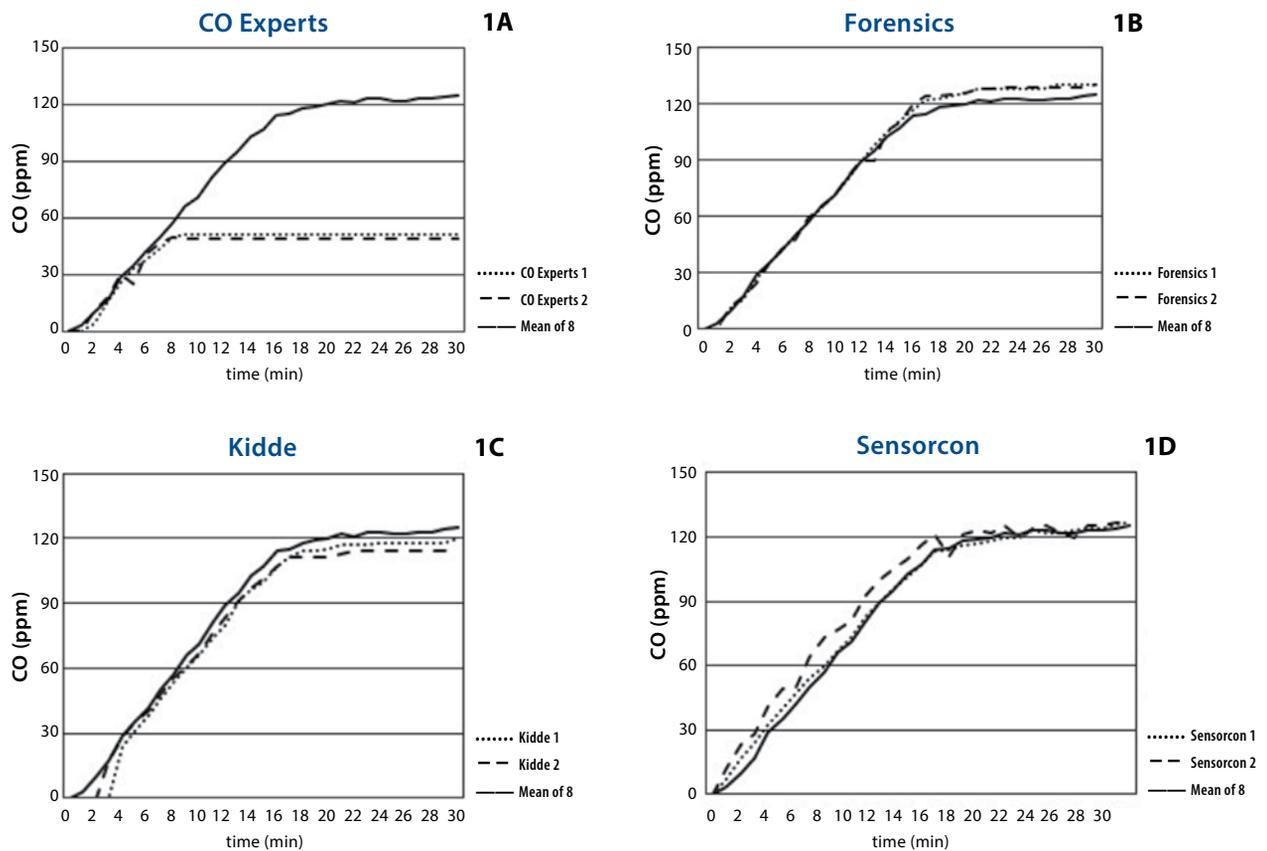 CO Experts
1A
CO (ppm)
150
120
90
60
30
0
0 2 4 6 8 10 12 14 16 18 20 22 24 26 28 30
time (min)
CO Experts 1
CO Experts 2
Mean of 8
Forensics
1B
CO (ppm)
150
120
90
60
30
0
0 2 4 6 8 10 12 14 16 18 20 22 24 26 28 30
time (min)
Forensics 1
Forensics 2
Mean of 8
Kidde
1C
CO (ppm)
150
120
90
60
30
0
0 2 4 6 8 10 12 14 16 18 20 22 24 26 28 30
time (min)
Kidde 1
Kidde 2
Mean of 8
Sensorcon
1D
CO (ppm)
150
120
90
60
30
0
0 2 4 6 8 10 12 14 16 18 20 22 24 26 28 30
time (min)
Sensorcon 1
Sensorcon 2
Mean of 8